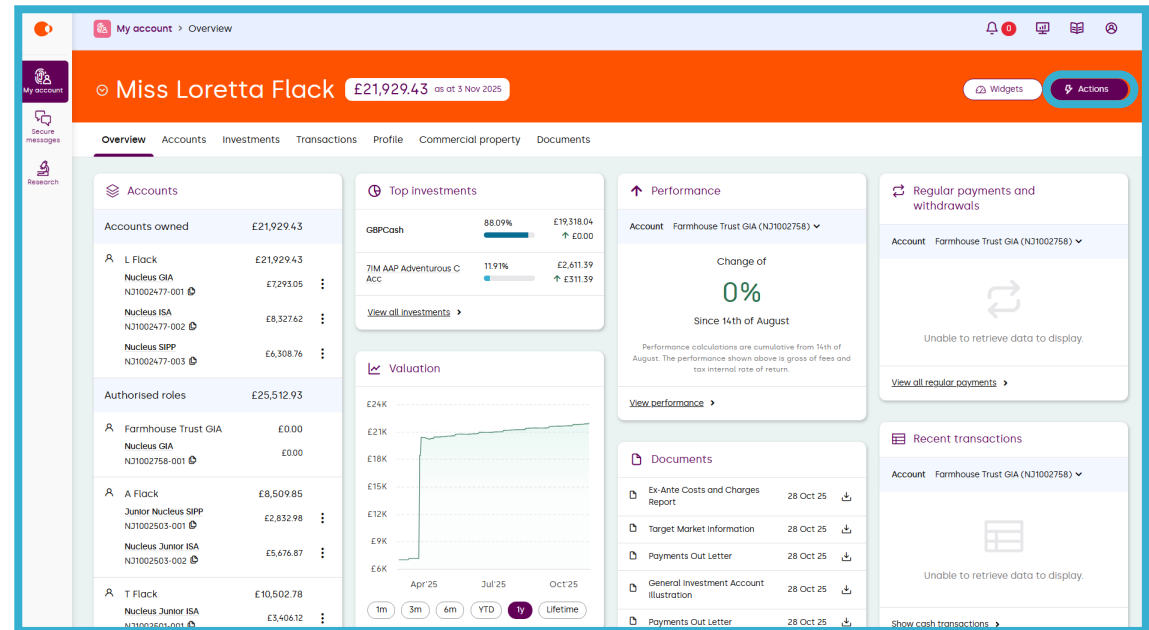 My account > Overview
0
My account
Secure
messages
Research
Miss Loretta Flack
£21,929.43 as at 3 Nov 2025
Widgets
Actions
Overview Accounts Investments Transactions Profile Commercial property Documents
Accounts
Accounts owned £21,929.43
L Flack £21,929.43
Nucleus GIA
NJ1002477-001 £7,293.05
Nucleus ISA
NJ1002477-002 £8,327.62
Nucleus SIPP
NJ1002477-003 £6,308.76
Authorised roles £25,512.93
Farmhouse Trust GIA £0.00
Nucleus GIA
NJ1002758-001 £0.00
A Flack £8,509.85
Junior Nucleus SIPP
NJ1002503-001 £2,832.98
Nucleus Junior ISA
NJ1002503-002 £5,676.87
T Flack £10,502.78
Nucleus Junior ISA
NJ1002501-001 £3,406.12
Top investments
GBPCash 88.09% £19,318.04
£0.00
7IM AAP Adventurous C
Acc 11.91% £2,611.39
£311.39
View all investments >
Valuation
£24K
£21K
£18K
£15K
£12K
£9K
£6K
Apr'25 Jul'25 Oct'25
1m 3m 6m YTD 1y Lifetime
Performance
Account Farmhouse Trust GIA (NJ1002758)
Change of
0%
Since 14th of August
Performance calculations are cumulative from 14th of
August. The performance shown above is gross of fees and
tax internal rate of return.
View performance >
Documents
Ex-Ante Costs and Charges
Report 28 Oct 25
Target Market Information 28 Oct 25
Payments Out Letter 28 Oct 25
General Investment Account
Illustration 28 Oct 25
Payments Out Letter 28 Oct 25
Regular payments and
withdrawals
Account Farmhouse Trust GIA (NJ1002758)
Unable to retrieve data to display.
View all regular payments >
Recent transactions
Account Farmhouse Trust GIA (NJ1002758)
Unable to retrieve data to display.
Show cash transactions >